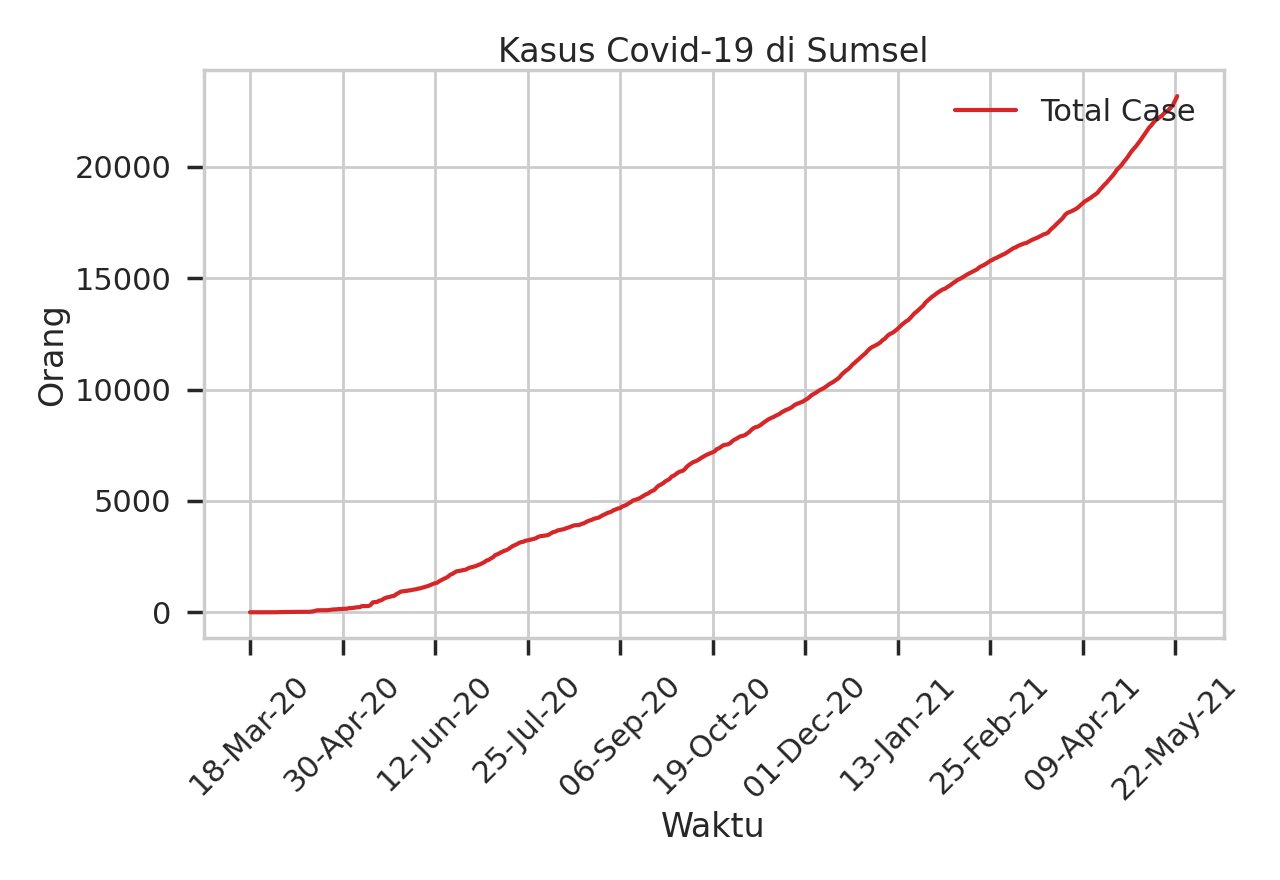 Kasus Covid-19 di Sumsel
Total Case
Orang
20000
15000
10000
5000
0
18-Mar-20
30-Apr-20
12-Jun-20
25-Jul-20
06-Sep-20
19-Oct-20
01-Dec-20
13-Jan-21
25-Feb-21
09-Apr-21
22-May-21
Waktu